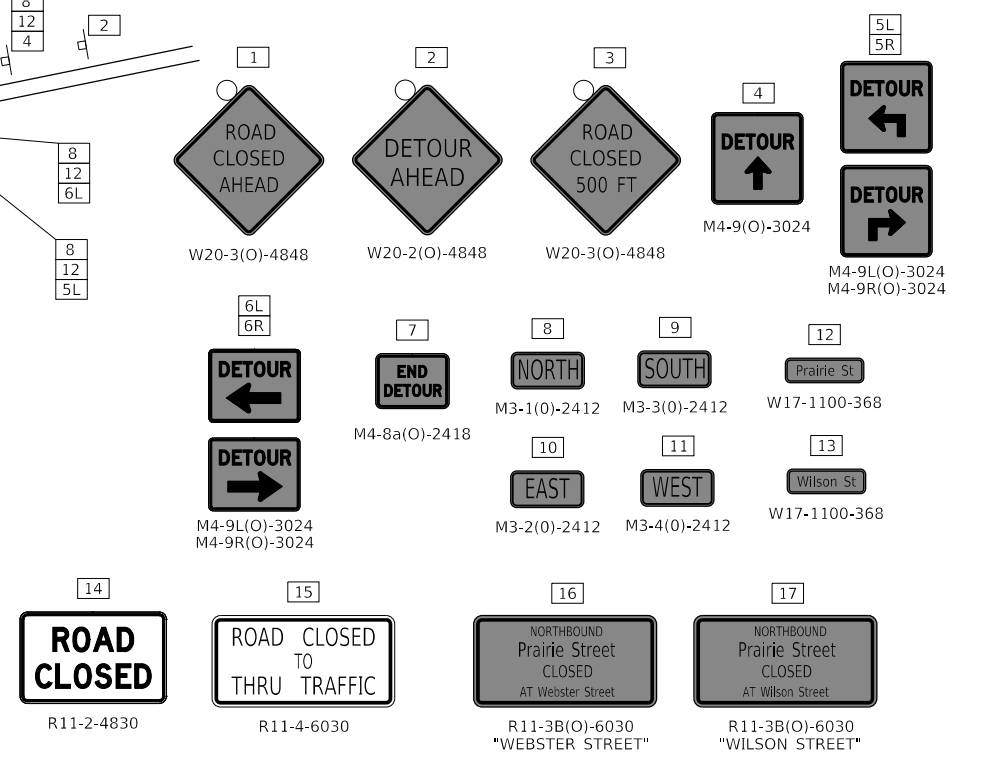 8
12
4
2
8
12
6L
8
12
5L
1
ROAD
CLOSED
AHEAD
W20-3(O)-4848
2
DETOUR
AHEAD
W20-2(O)-4848
3
ROAD
CLOSED
500 FT
W20-3(O)-4848
4
DETOUR
M4-9(O)-3024
5L
5R
DETOUR
DETOUR
M4-9L(O)-3024
M4-9R(O)-3024
6L
6R
DETOUR
DETOUR
M4-9L(O)-3024
M4-9R(O)-3024
7
END
DETOUR
M4-8a(O)-2418
8
NORTH
M3-1(0)-2412
9
SOUTH
M3-3(0)-2412
12
Prairie St
W17-1100-368
10
EAST
M3-2(0)-2412
11
WEST
M3-4(0)-2412
13
Wilson St
W17-1100-368
14
ROAD
CLOSED
R11-2-4830
15
ROAD CLOSED
TO
THRU TRAFFIC
R11-4-6030
16
NORTHBOUND
Prairie Street
CLOSED
AT Webster Street
R11-3B(O)-6030
"WEBSTER STREET"
17
NORTHBOUND
Prairie Street
CLOSED
AT Wilson Street
R11-3B(O)-6030
"WILSON STREET"